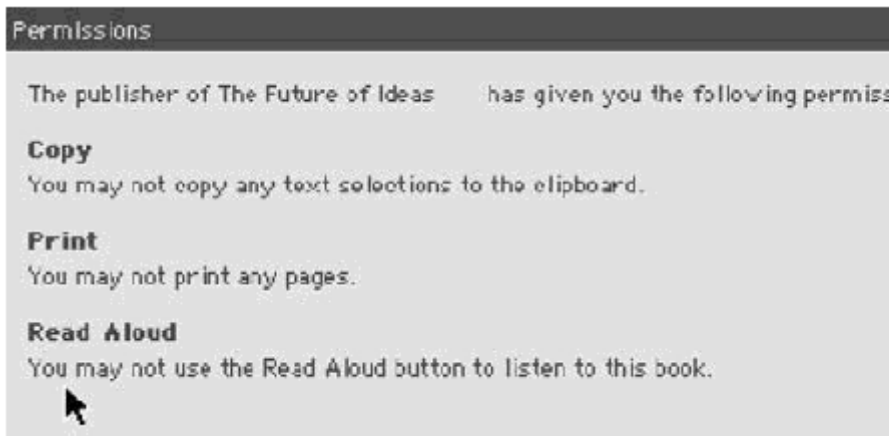 Permissions
The publisher of The Future of Ideas has given you the following permiss
Copy
You may not copy any text selections to the clipboard.
Print
You may not print any pages.
Read Aloud
You may not use the Read Aloud button to listen to this book.